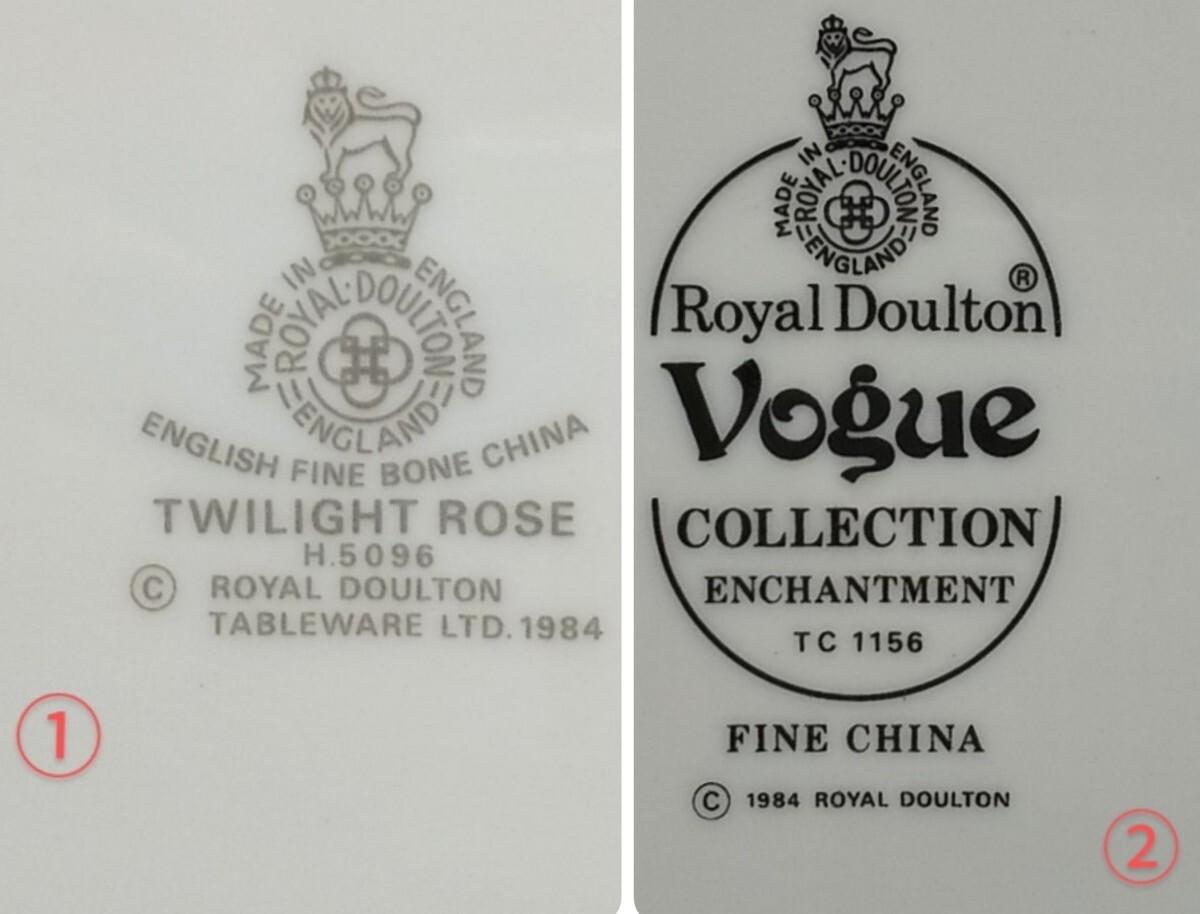 MADE IN ENGLAND
ROYAL·DOULTON
ENGLAND
ENGLISH FINE BONE CHINA
TWILIGHT ROSE
H.5096
© ROYAL DOULTON
TABLEWARE LTD. 1984
①
MADE IN ENGLAND
ROYAL·DOULTON
ENGLAND
Royal Doulton®
Vogue
COLLECTION
ENCHANTMENT
TC 1156
FINE CHINA
© 1984 ROYAL DOULTON
②